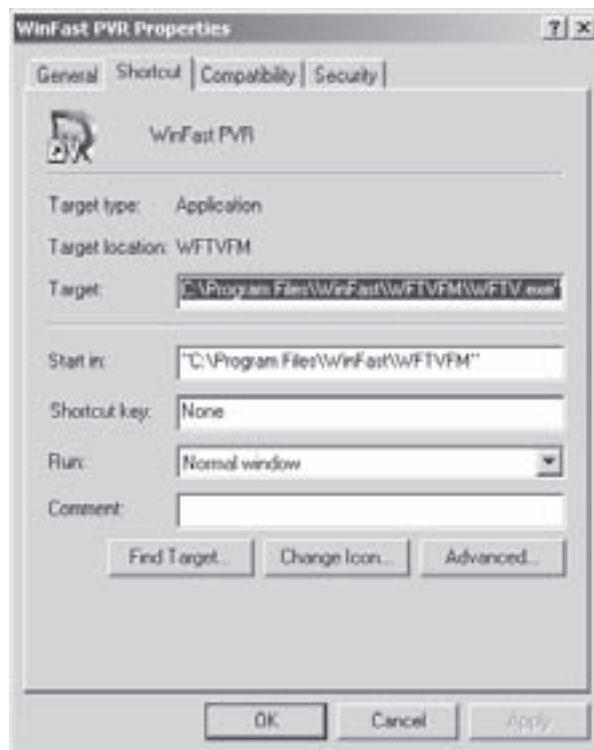 WinFast PVR Properties
General Shortcut Compatibility Security
WinFast PVR
Target type: Application
Target location: WFTVFM
Target: C:\Program Files\WinFast\WFTVFM\WFTV.exe"
Start in: "C:\Program Files\WinFast\WFTVFM"
Shortcut key: None
Run: Normal window
Comment:
Find Target... Change Icon... Advanced...
OK Cancel Apply